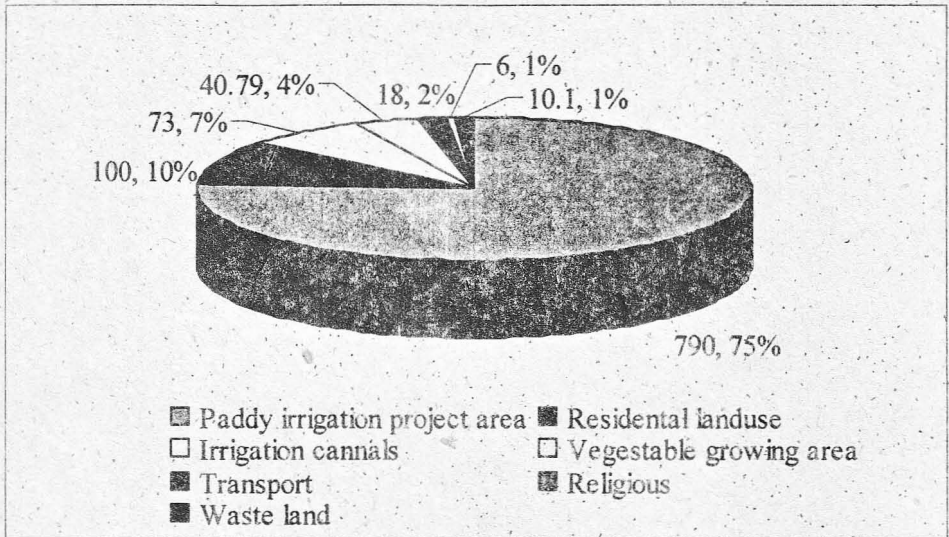 6, 1%
40.79, 4%
18, 2%
10.1, 1%
73, 7%
100, 10%
790, 75%
Paddy irrigation project area
Residental landuse
Irrigation cannals
Vegestable growing area
Transport
Religious
Waste land